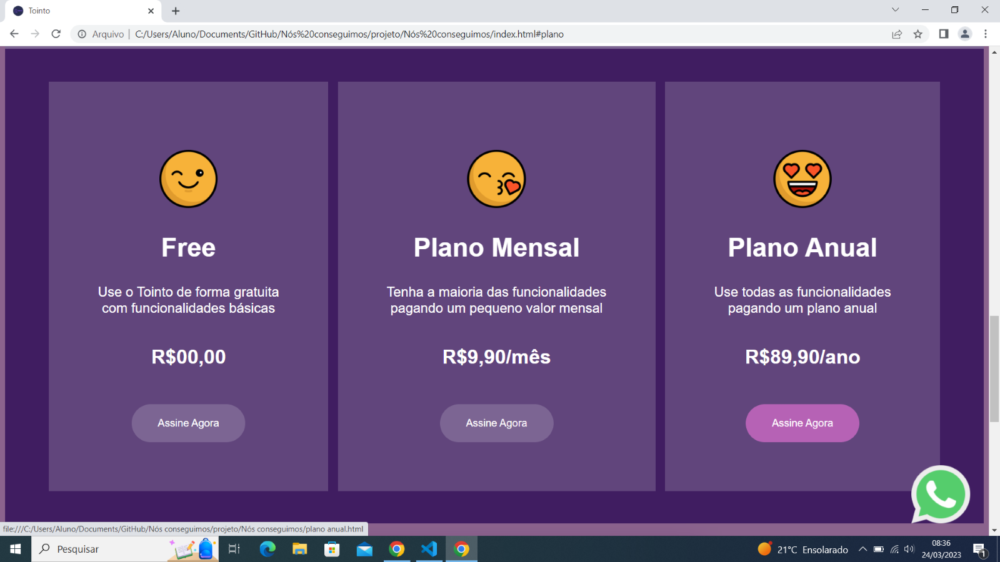 Tointo
Arquivo | C:/Users/Aluno/Documents/GitHub/Nós%20conseguimos/projeto/Nós%20conseguimos/index.html#plano
Free
Use o Tointo de forma gratuita
com funcionalidades básicas
R$00,00
Assine Agora
Plano Mensal
Tenha a maioria das funcionalidades
pagando um pequeno valor mensal
R$9,90/mês
Assine Agora
Plano Anual
Use todas as funcionalidades
pagando um plano anual
R$89,90/ano
Assine Agora
file:///C:/Users/Aluno/Documents/GitHub/Nós conseguimos/projeto/Nós conseguimos/plano anual.html
Pesquisar
21°C Ensolarado
08:36
24/03/2023
1